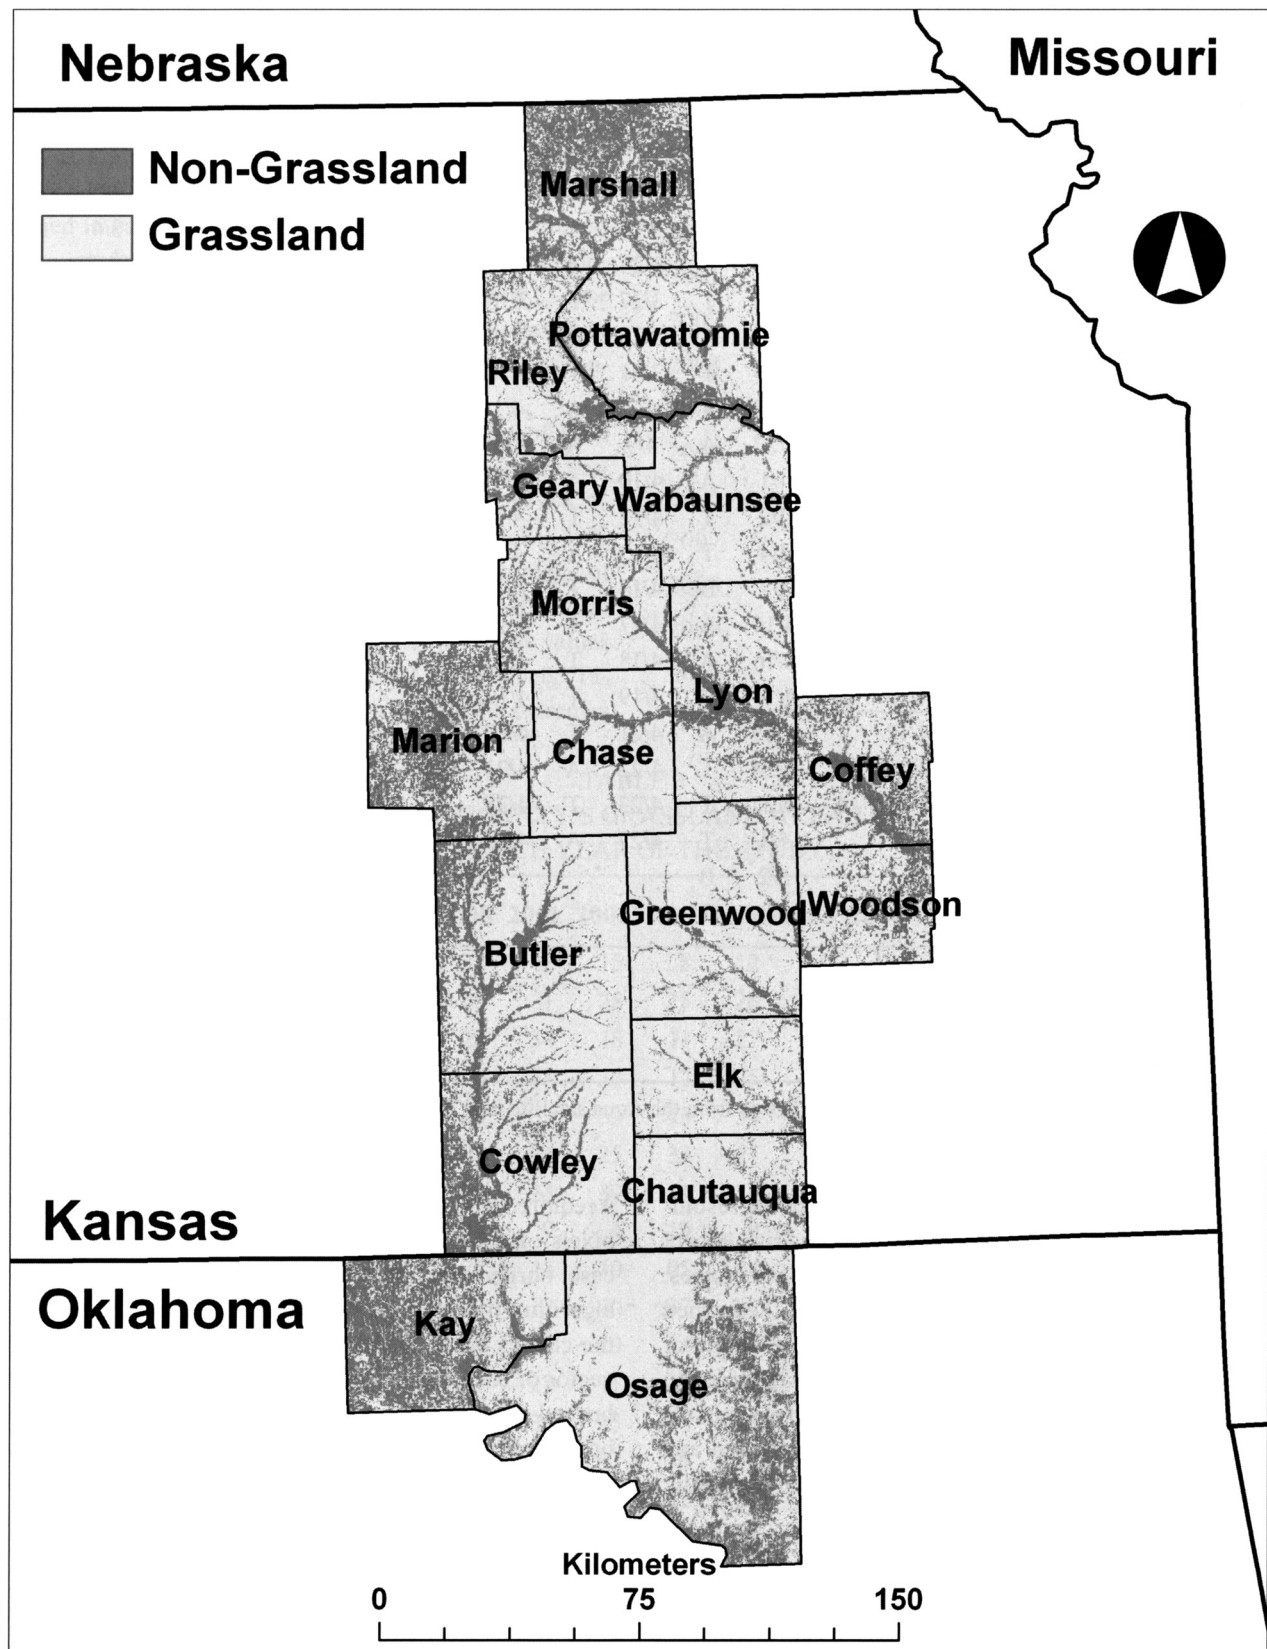 Nebraska
Missouri
Non-Grassland
Grassland
Marshall
Pottawatomie
Riley
Geary
Wabaunsee
Morris
Lyon
Marion
Chase
Coffey
Greenwood
Woodson
Butler
Elk
Cowley
Chautauqua
Kansas
Oklahoma
Kay
Osage
Kilometers
0 75 150